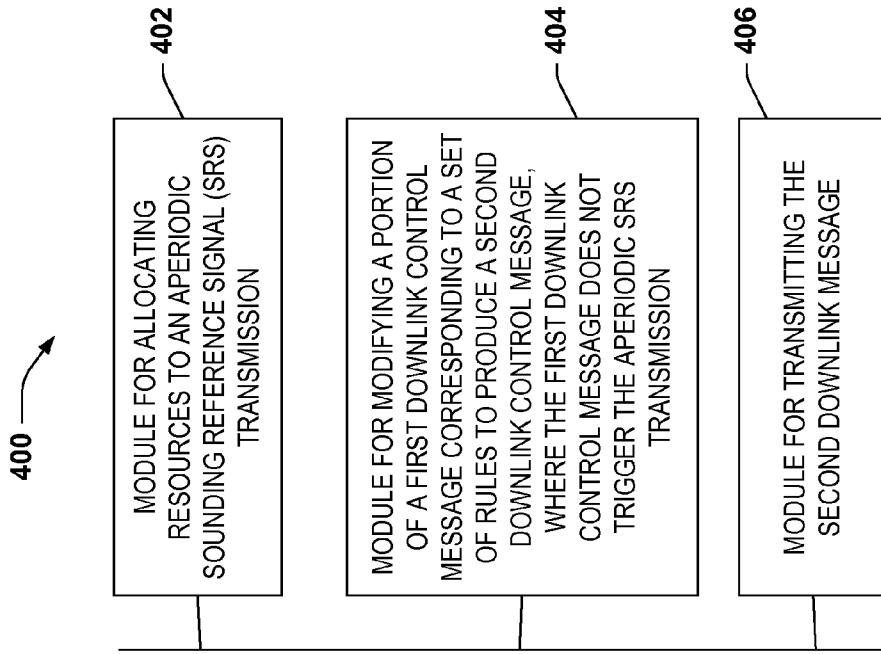 400
402
MODULE FOR ALLOCATING
RESOURCES TO AN APERIODIC
SOUNDING REFERENCE SIGNAL (SRS)
TRANSMISSION
404
MODULE FOR MODIFYING A PORTION
OF A FIRST DOWNLINK CONTROL
MESSAGE CORRESPONDING TO A SET
OF RULES TO PRODUCE A SECOND
DOWNLINK CONTROL MESSAGE,
WHERE THE FIRST DOWNLINK
CONTROL MESSAGE DOES NOT
TRIGGER THE APERIODIC SRS
TRANSMISSION
406
MODULE FOR TRANSMITTING THE
SECOND DOWNLINK MESSAGE